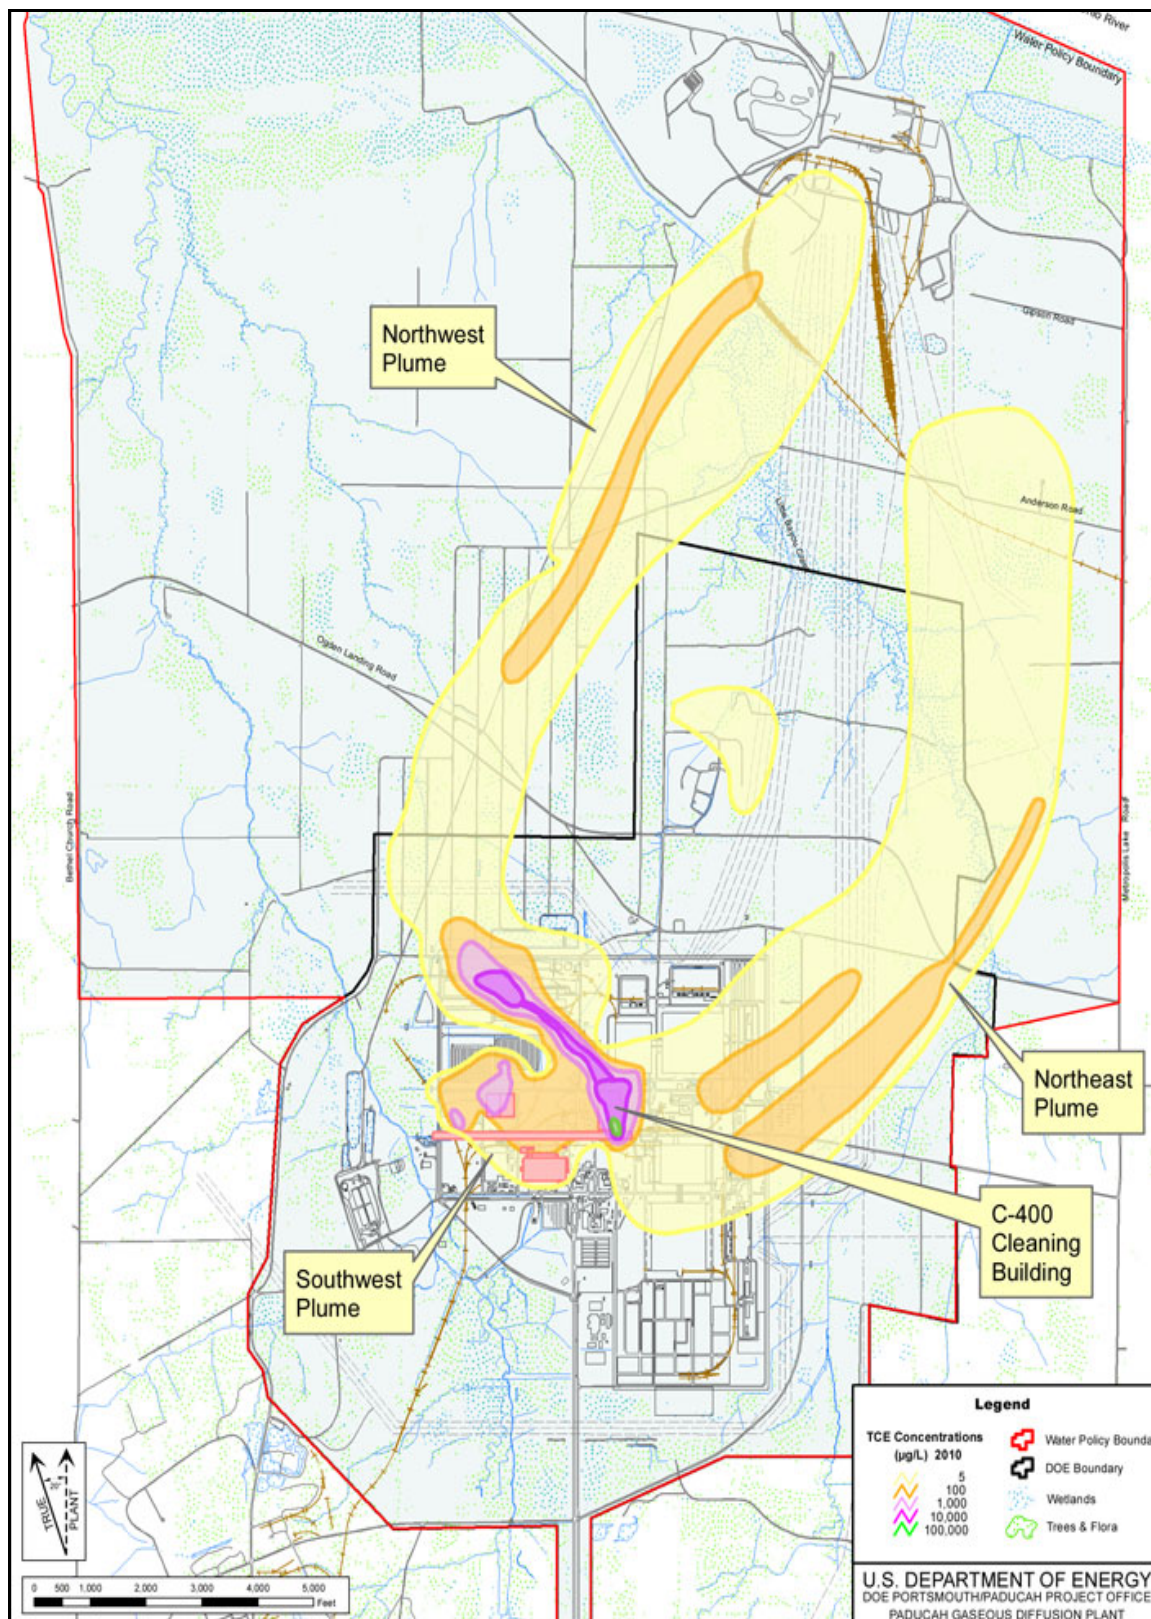 River
Water Policy Boundary
Northwest
Plume
Gipson Road
Anderson Road
Little Bayou Creek
Ogden Landing Road
Bethel Church Road
Metropolis Lake Road
Northeast
Plume
C-400
Cleaning
Building
Southwest
Plume
Legend
TCE Concentrations
(µg/L) 2010
5
100
1,000
10,000
100,000
Water Policy Bounda
DOE Boundary
Wetlands
Trees & Flora
TRUE
20°
PLANT
0 500 1,000 2,000 3,000 4,000 5,000
Feet
U.S. DEPARTMENT OF ENERGY
DOE PORTSMOUTH/PADUCAH PROJECT OFFICE
PADUCAH GASEOUS DIFFUSION PLANT